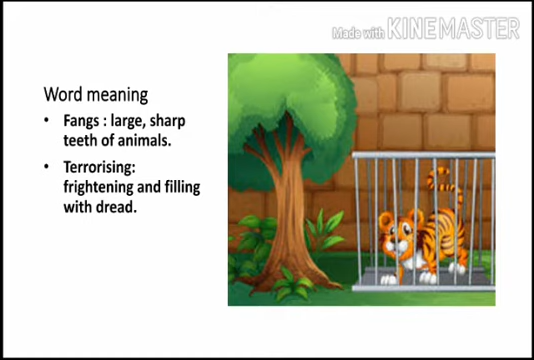 Made with KINEMASTER
Word meaning
• Fangs : large, sharp
teeth of animals.
• Terrorising:
frightening and filling
with dread.